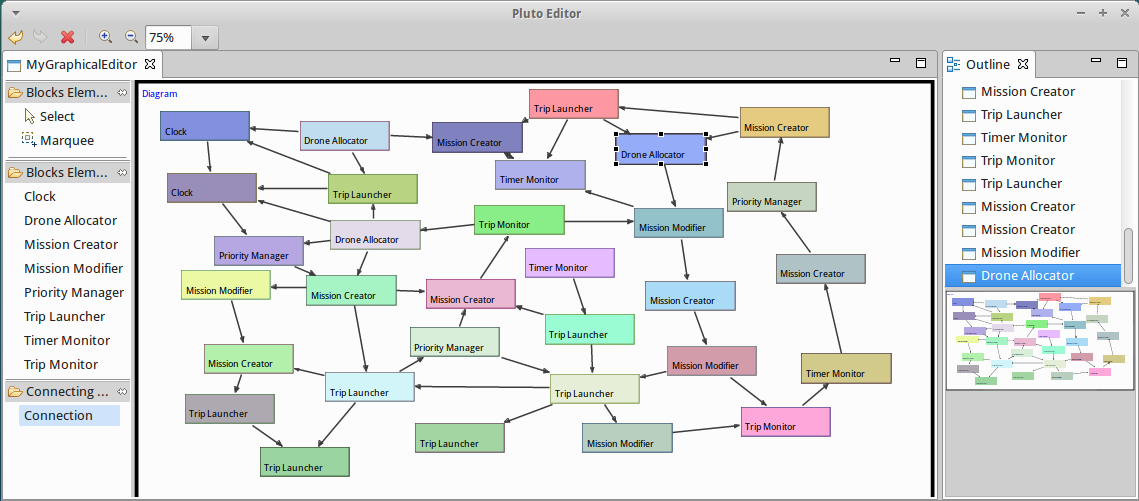 Pluto Editor
75%
MyGraphicalEditor
Blocks Elem...
Select
Marquee
Blocks Elem...
Clock
Drone Allocator
Mission Creator
Mission Modifier
Priority Manager
Trip Launcher
Timer Monitor
Trip Monitor
Connecting ...
Connection
Diagram
Trip Launcher
Clock
Drone Allocator
Mission Creator
Mission Creator
Drone Allocator
Timer Monitor
Clock
Trip Launcher
Priority Manager
Trip Monitor
Mission Modifier
Drone Allocator
Priority Manager
Timer Monitor
Mission Creator
Mission Modifier
Mission Creator
Mission Creator
Mission Creator
Trip Launcher
Priority Manager
Mission Creator
Mission Modifier
Timer Monitor
Trip Launcher
Trip Launcher
Trip Launcher
Trip Monitor
Trip Launcher
Mission Modifier
Trip Launcher
Outline
Mission Creator
Trip Launcher
Timer Monitor
Trip Monitor
Trip Launcher
Mission Creator
Mission Creator
Mission Modifier
Drone Allocator